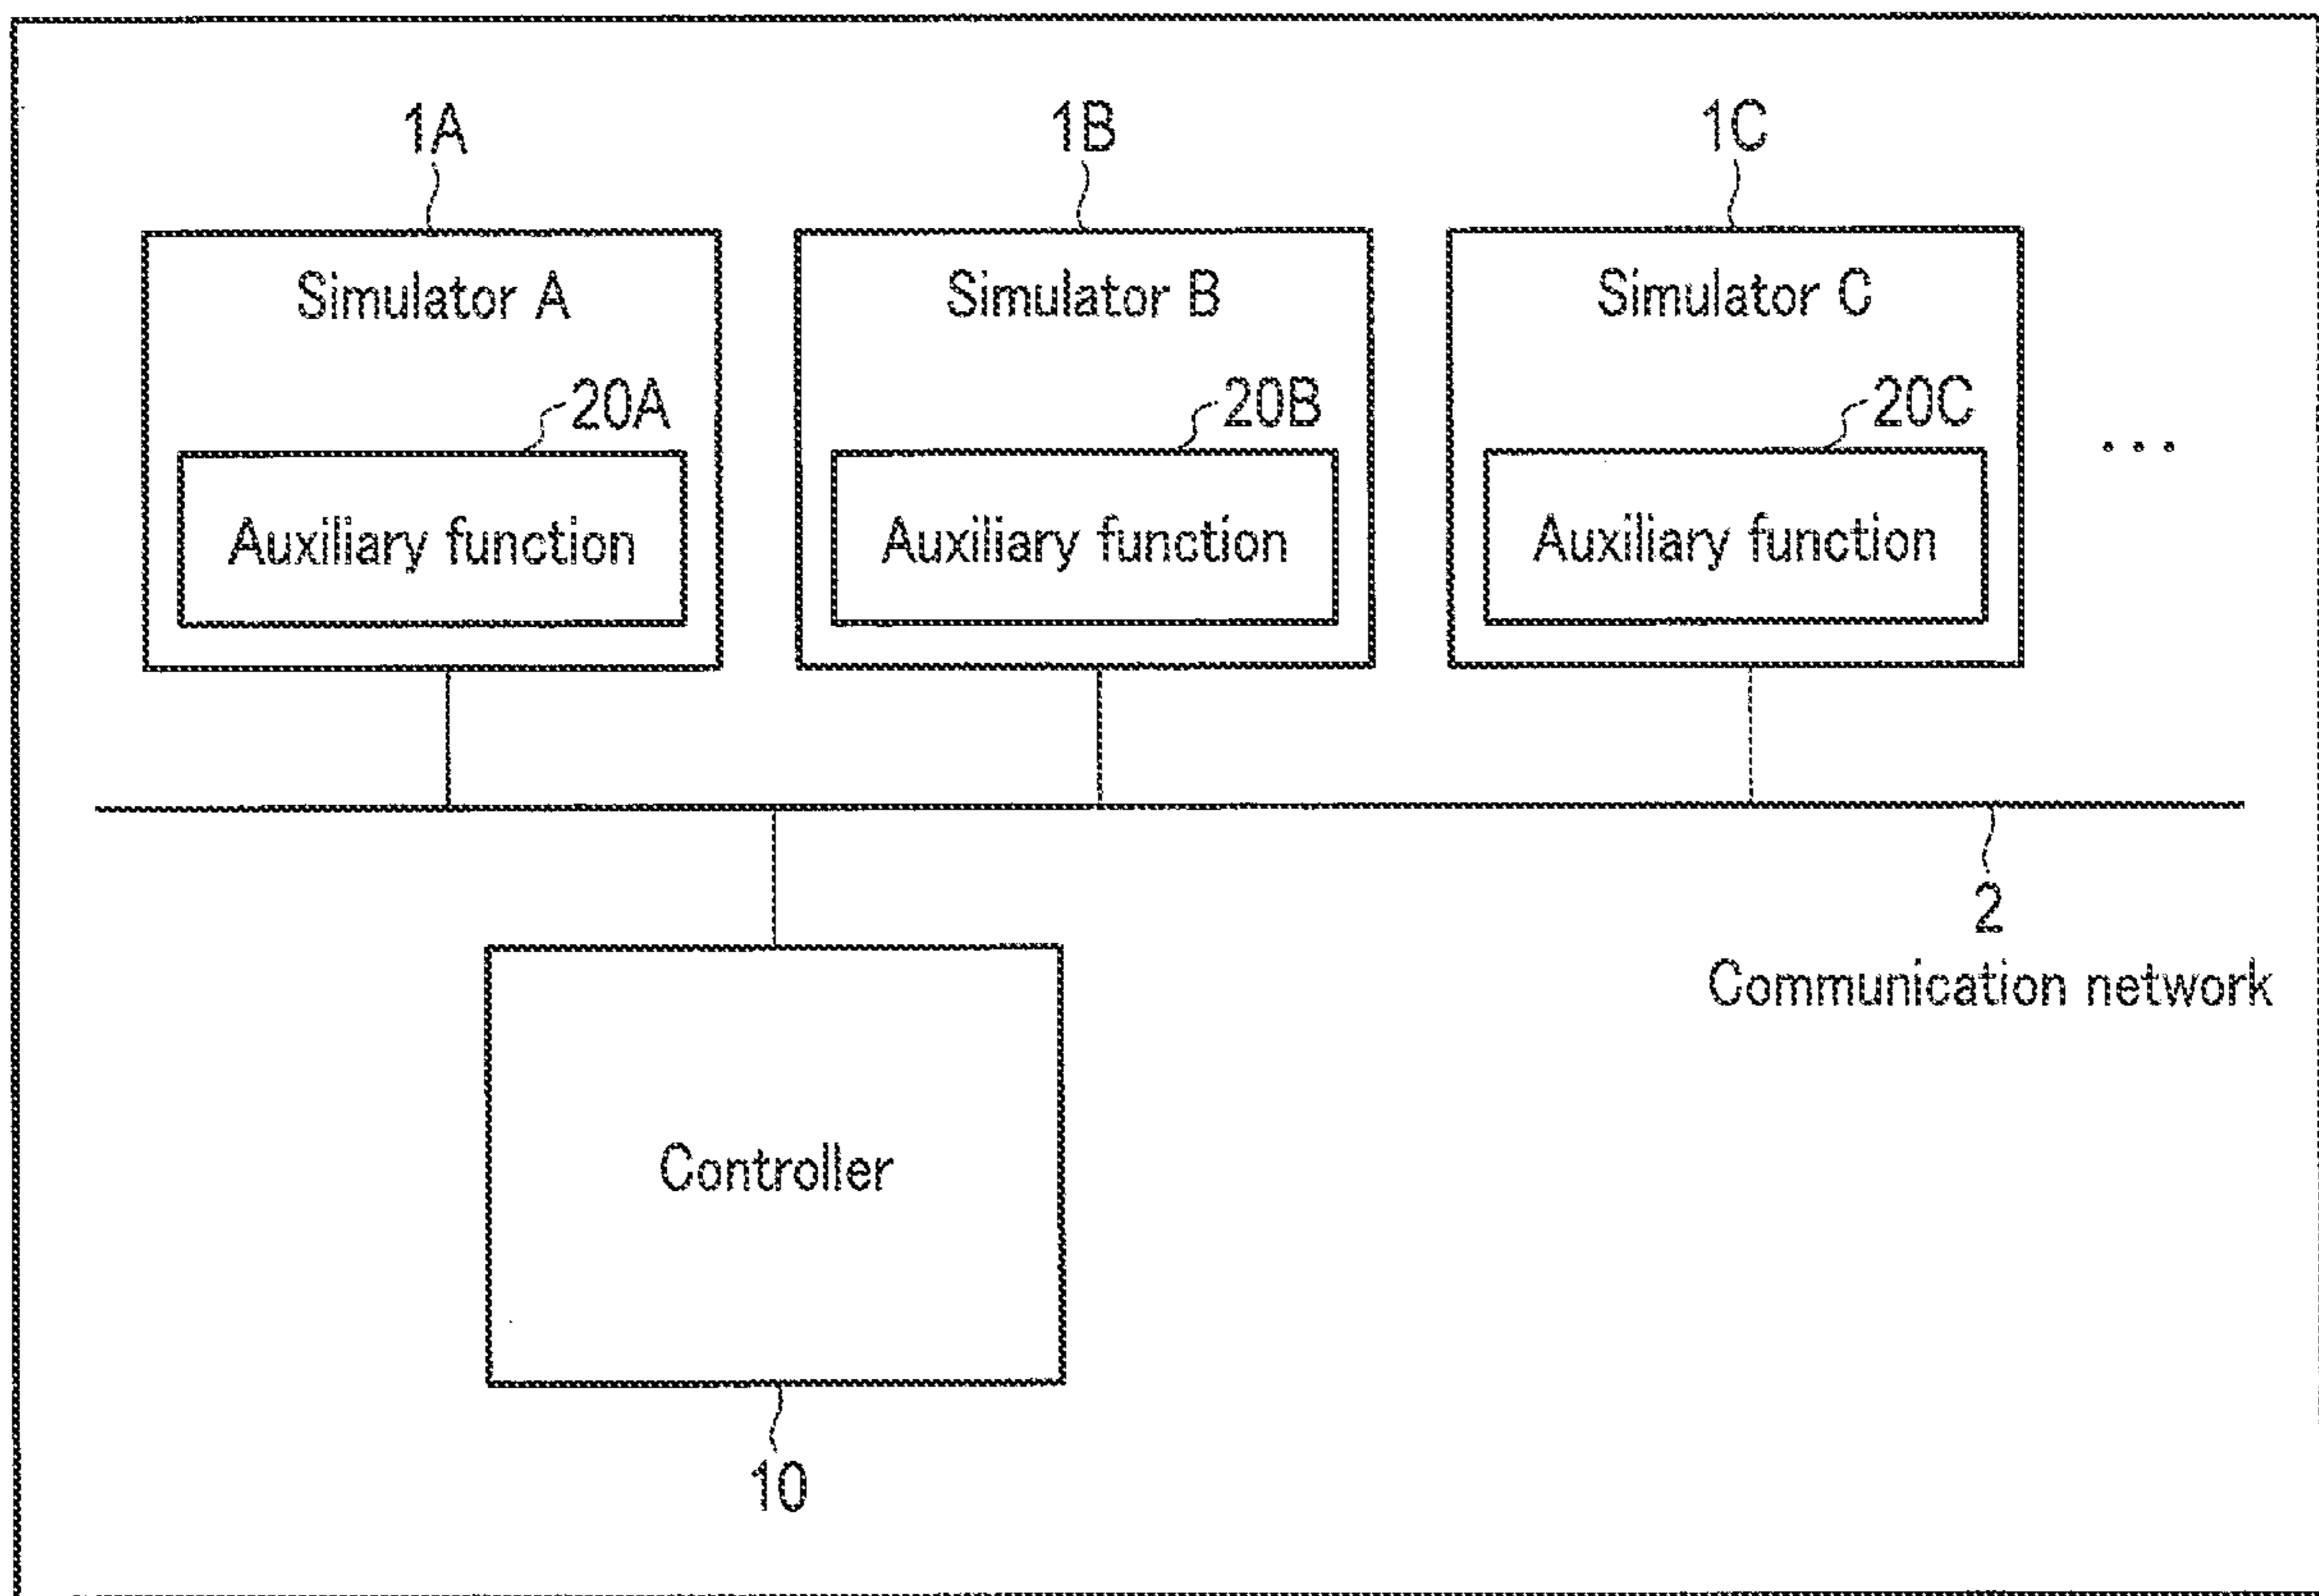 1A
1B
1C
Simulator A
Simulator B
Simulator C
20A
20B
20C
Auxiliary function
Auxiliary function
Auxiliary function
...
2
Communication network
Controller
10